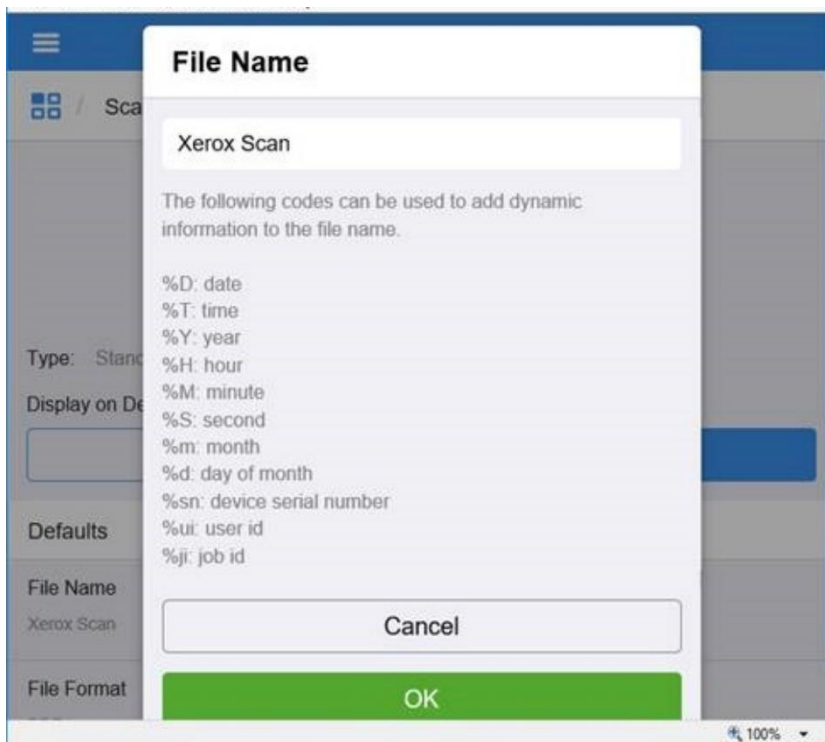 File Name
Sca
Xerox Scan
The following codes can be used to add dynamic
information to the file name.
%D: date
%T: time
%Y: year
%H: hour
%M: minute
%S: second
%m: month
%d: day of month
%sn: device serial number
%ui: user id
%ji: job id
Type: Stand
Display on De
Defaults
File Name
Xerox Scan
Cancel
File Format
OK
100%